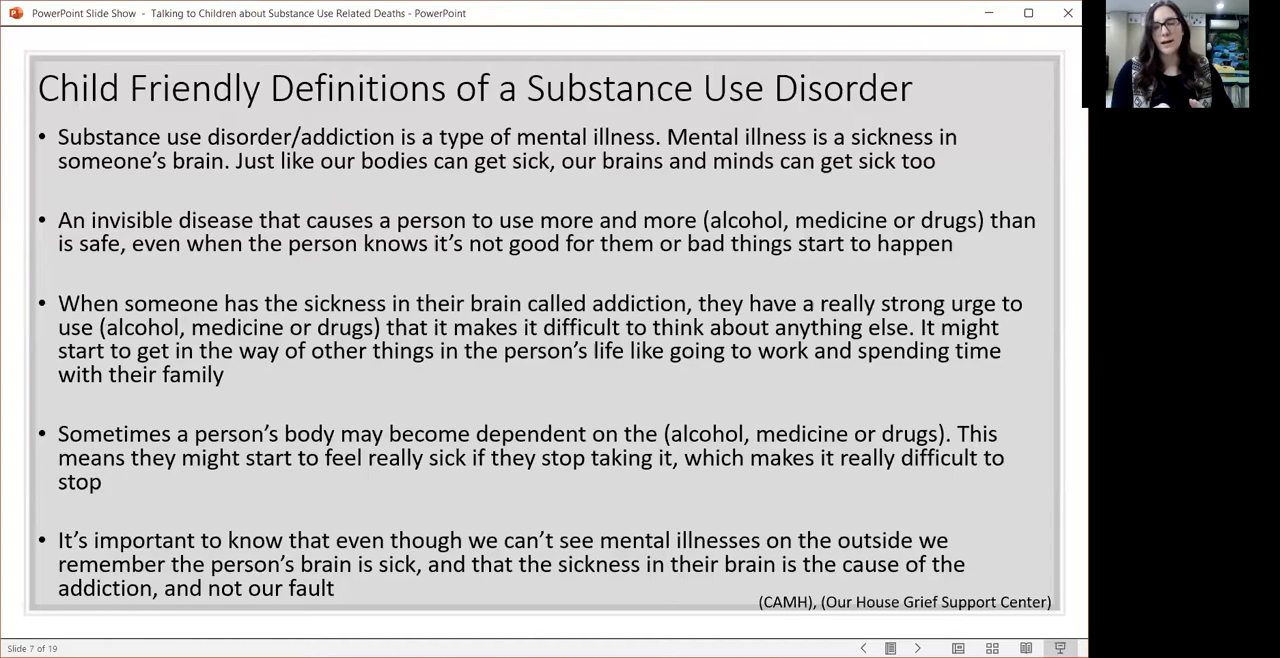 PowerPoint Slide Show - Talking to Children about Substance Use Related Deaths - PowerPoint
Child Friendly Definitions of a Substance Use Disorder
• Substance use disorder/addiction is a type of mental illness. Mental illness is a sickness in
someone’s brain. Just like our bodies can get sick, our brains and minds can get sick too
• An invisible disease that causes a person to use more and more (alcohol, medicine or drugs) than
is safe, even when the person knows it’s not good for them or bad things start to happen
• When someone has the sickness in their brain called addiction, they have a really strong urge to
use (alcohol, medicine or drugs) that it makes it difficult to think about anything else. It might
start to get in the way of other things in the person’s life like going to work and spending time
with their family
• Sometimes a person’s body may become dependent on the (alcohol, medicine or drugs). This
means they might start to feel really sick if they stop taking it, which makes it really difficult to
stop
• It’s important to know that even though we can’t see mental illnesses on the outside we
remember the person’s brain is sick, and that the sickness in their brain is the cause of the
addiction, and not our fault
(CAMH), (Our House Grief Support Center)
Slide 7 of 19